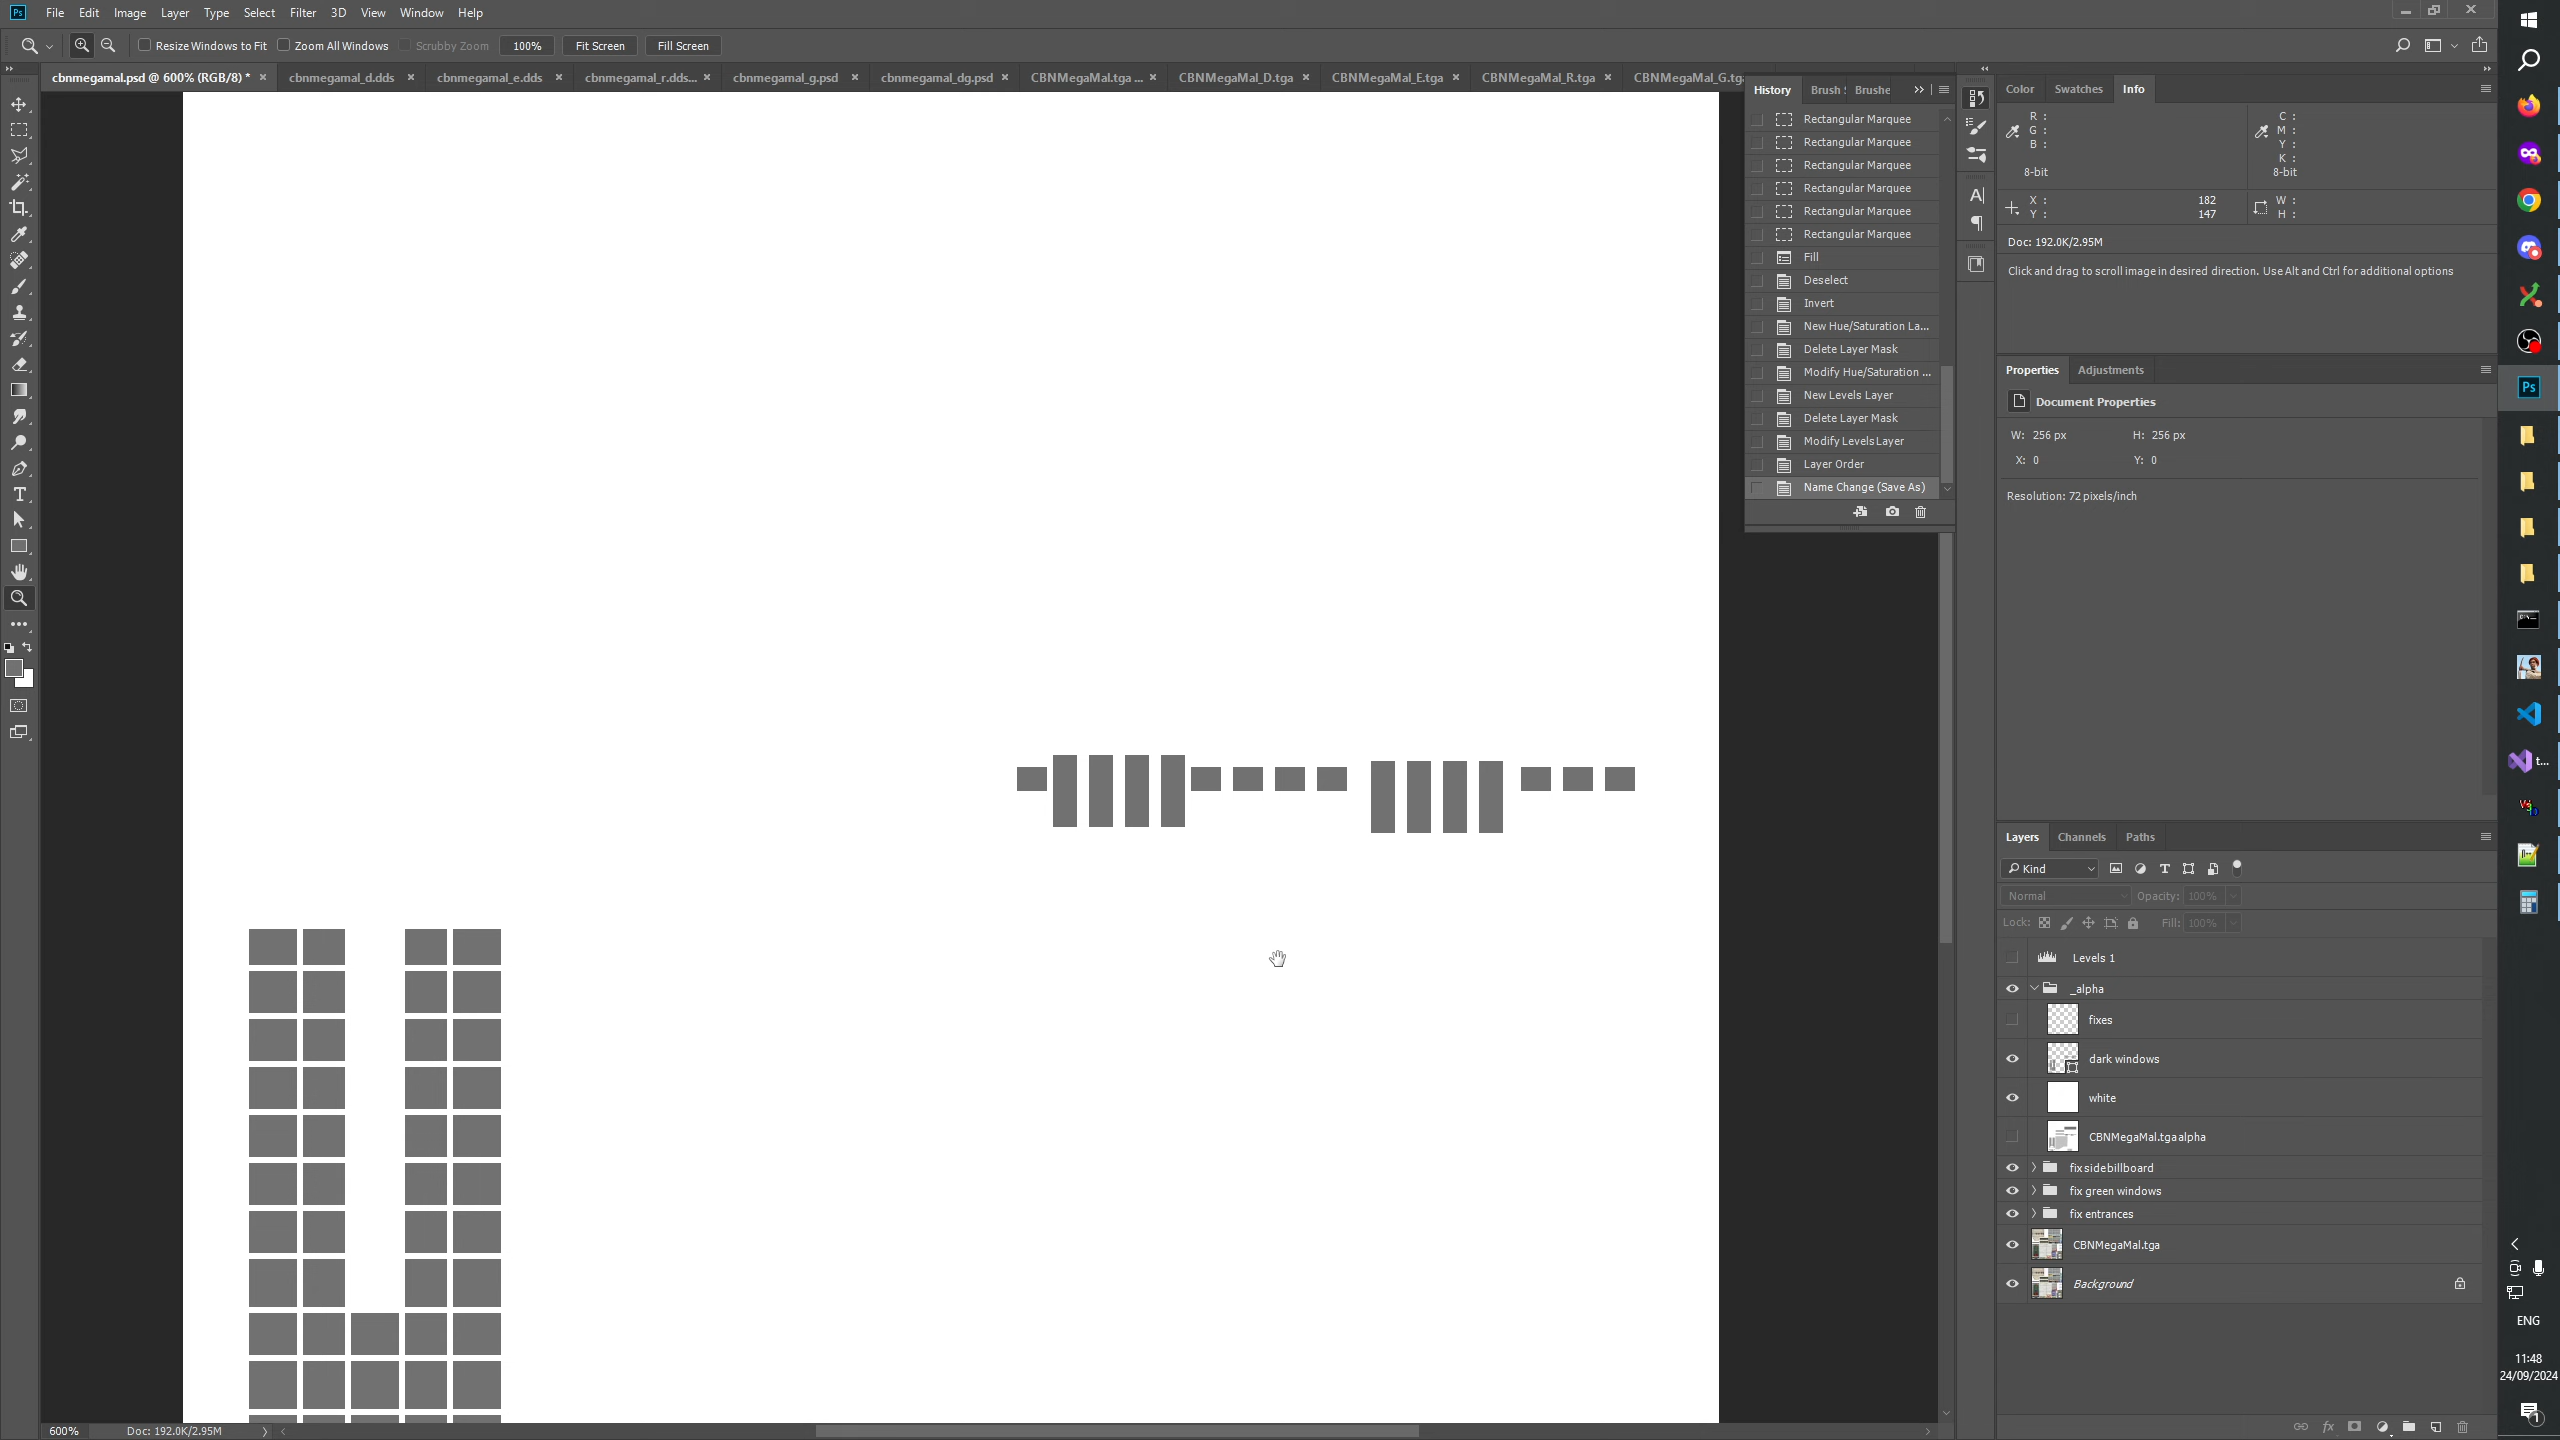 Ps File Edit Image Layer Type Select Filter 3D View Window Help
Resize Windows to Fit Zoom All Windows Scrubby Zoom 100% Fit Screen Fill Screen
cbnmegamal.psd @ 600% (RGB/8) * cbnmegamal_d.dds cbnmegamal_e.dds cbnmegamal_r.dds... cbnmegamal_g.psd cbnmegamal_dg.psd CBNMegaMal.tga ... CBNMegaMal_D.tga CBNMegaMal_E.tga CBNMegaMal_R.tga CBNMegaMal_G.tga
History Brush Brushe
Rectangular Marquee
Rectangular Marquee
Rectangular Marquee
Rectangular Marquee
Rectangular Marquee
Rectangular Marquee
Fill
Deselect
Invert
New Hue/Saturation La...
Delete Layer Mask
Modify Hue/Saturation ...
New Levels Layer
Delete Layer Mask
Modify Levels Layer
Layer Order
Name Change (Save As)
Color Swatches Info
R : C :
G : M :
B : Y :
K :
8-bit 8-bit
X : 182 W :
Y : 147 H :
Doc: 192.0K/2.95M
Click and drag to scroll image in desired direction. Use Alt and Ctrl for additional options
Properties Adjustments
Document Properties
W: 256 px H: 256 px
X: 0 Y: 0
Resolution: 72 pixels/inch
Layers Channels Paths
Kind
Normal Opacity: 100%
Lock: Fill: 100%
Levels 1
_alpha
fixes
dark windows
white
CBNMegaMal.tga alpha
fix side billboard
fix green windows
fix entrances
CBNMegaMal.tga
Background
600% Doc: 192.0K/2.95M
Ps
t...
ENG
11:48
24/09/2024
1